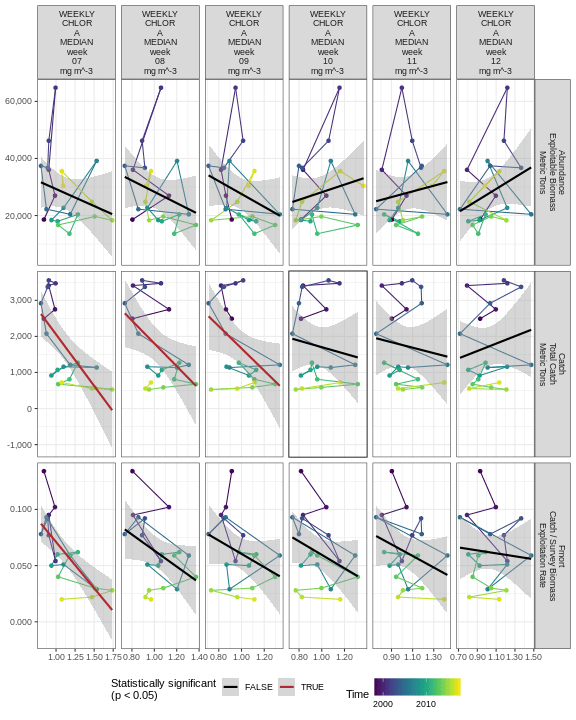 WEEKLY
CHLOR
A
MEDIAN
week
07
mg m^-3
WEEKLY
CHLOR
A
MEDIAN
week
08
mg m^-3
WEEKLY
CHLOR
A
MEDIAN
week
09
mg m^-3
WEEKLY
CHLOR
A
MEDIAN
week
10
mg m^-3
WEEKLY
CHLOR
A
MEDIAN
week
11
mg m^-3
WEEKLY
CHLOR
A
MEDIAN
week
12
mg m^-3
60,000
40,000
20,000
Abundance
Exploitable Biomass
Metric Tons
3,000
2,000
1,000
0
-1,000
Catch
Total Catch
Metric Tons
0.100
0.050
0.000
Fmort
Catch / Survey Biomass
Exploitation Rate
1.00 1.25 1.50 1.75
0.80 1.00 1.20 1.40
0.80 1.00 1.20
0.80 1.00 1.20
0.90 1.10 1.30
0.70 0.90 1.10 1.30 1.50
Statistically significant
(p < 0.05)
FALSE
TRUE
Time
2000 2010